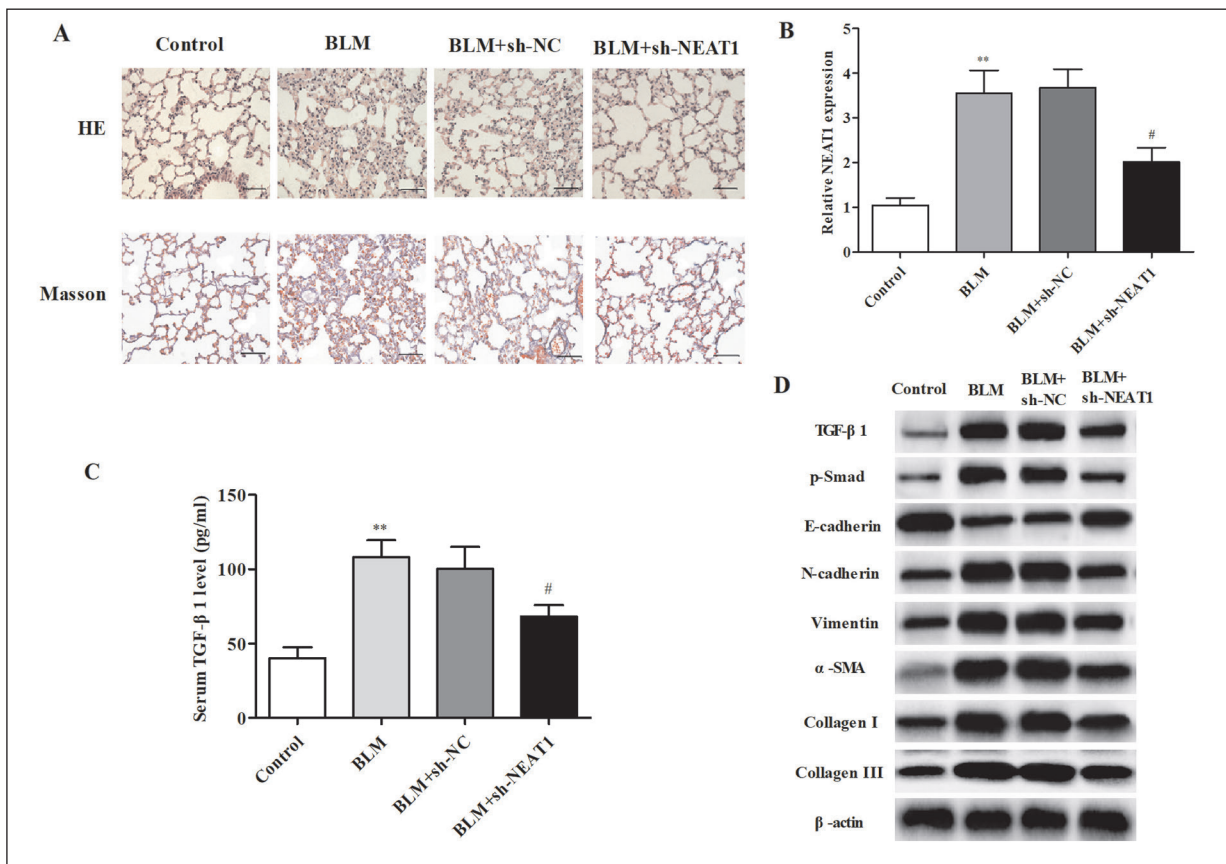 A
Control
BLM
BLM+sh-NC
BLM+sh-NEAT1
HE
Masson
B
Relative NEAT1 expression
5
4
3
2
1
0
**
#
Control
BLM
BLM+sh-NC
BLM+sh-NEAT1
C
Serum TGF-β 1 level (pg/ml)
150
100
50
0
**
#
Control
BLM
BLM+sh-NC
BLM+sh-NEAT1
D
Control
BLM
BLM+
sh-NC
BLM+
sh-NEAT1
TGF-β 1
p-Smad
E-cadherin
N-cadherin
Vimentin
α -SMA
Collagen I
Collagen III
β -actin